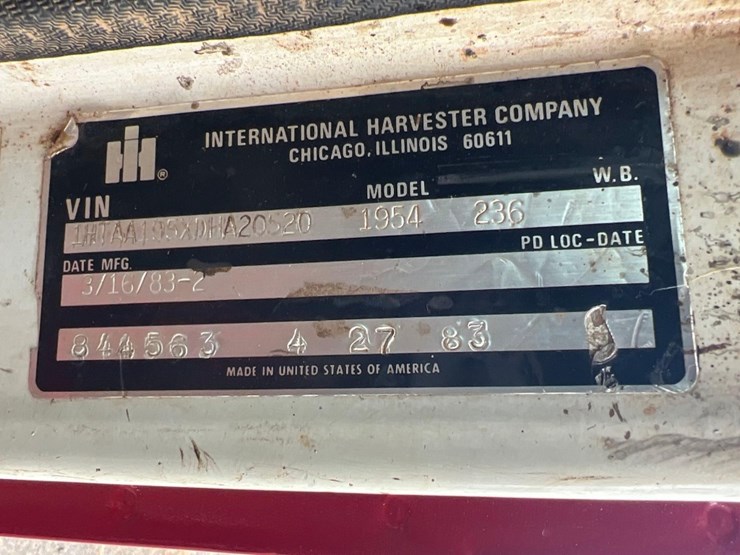 IH®
INTERNATIONAL HARVESTER COMPANY
CHICAGO, ILLINOIS 60611
VIN MODEL W.B.
1954 236
DATE MFG. PD LOC-DATE
3/16/83-2
844563 4 27 83
MADE IN UNITED STATES OF AMERICA